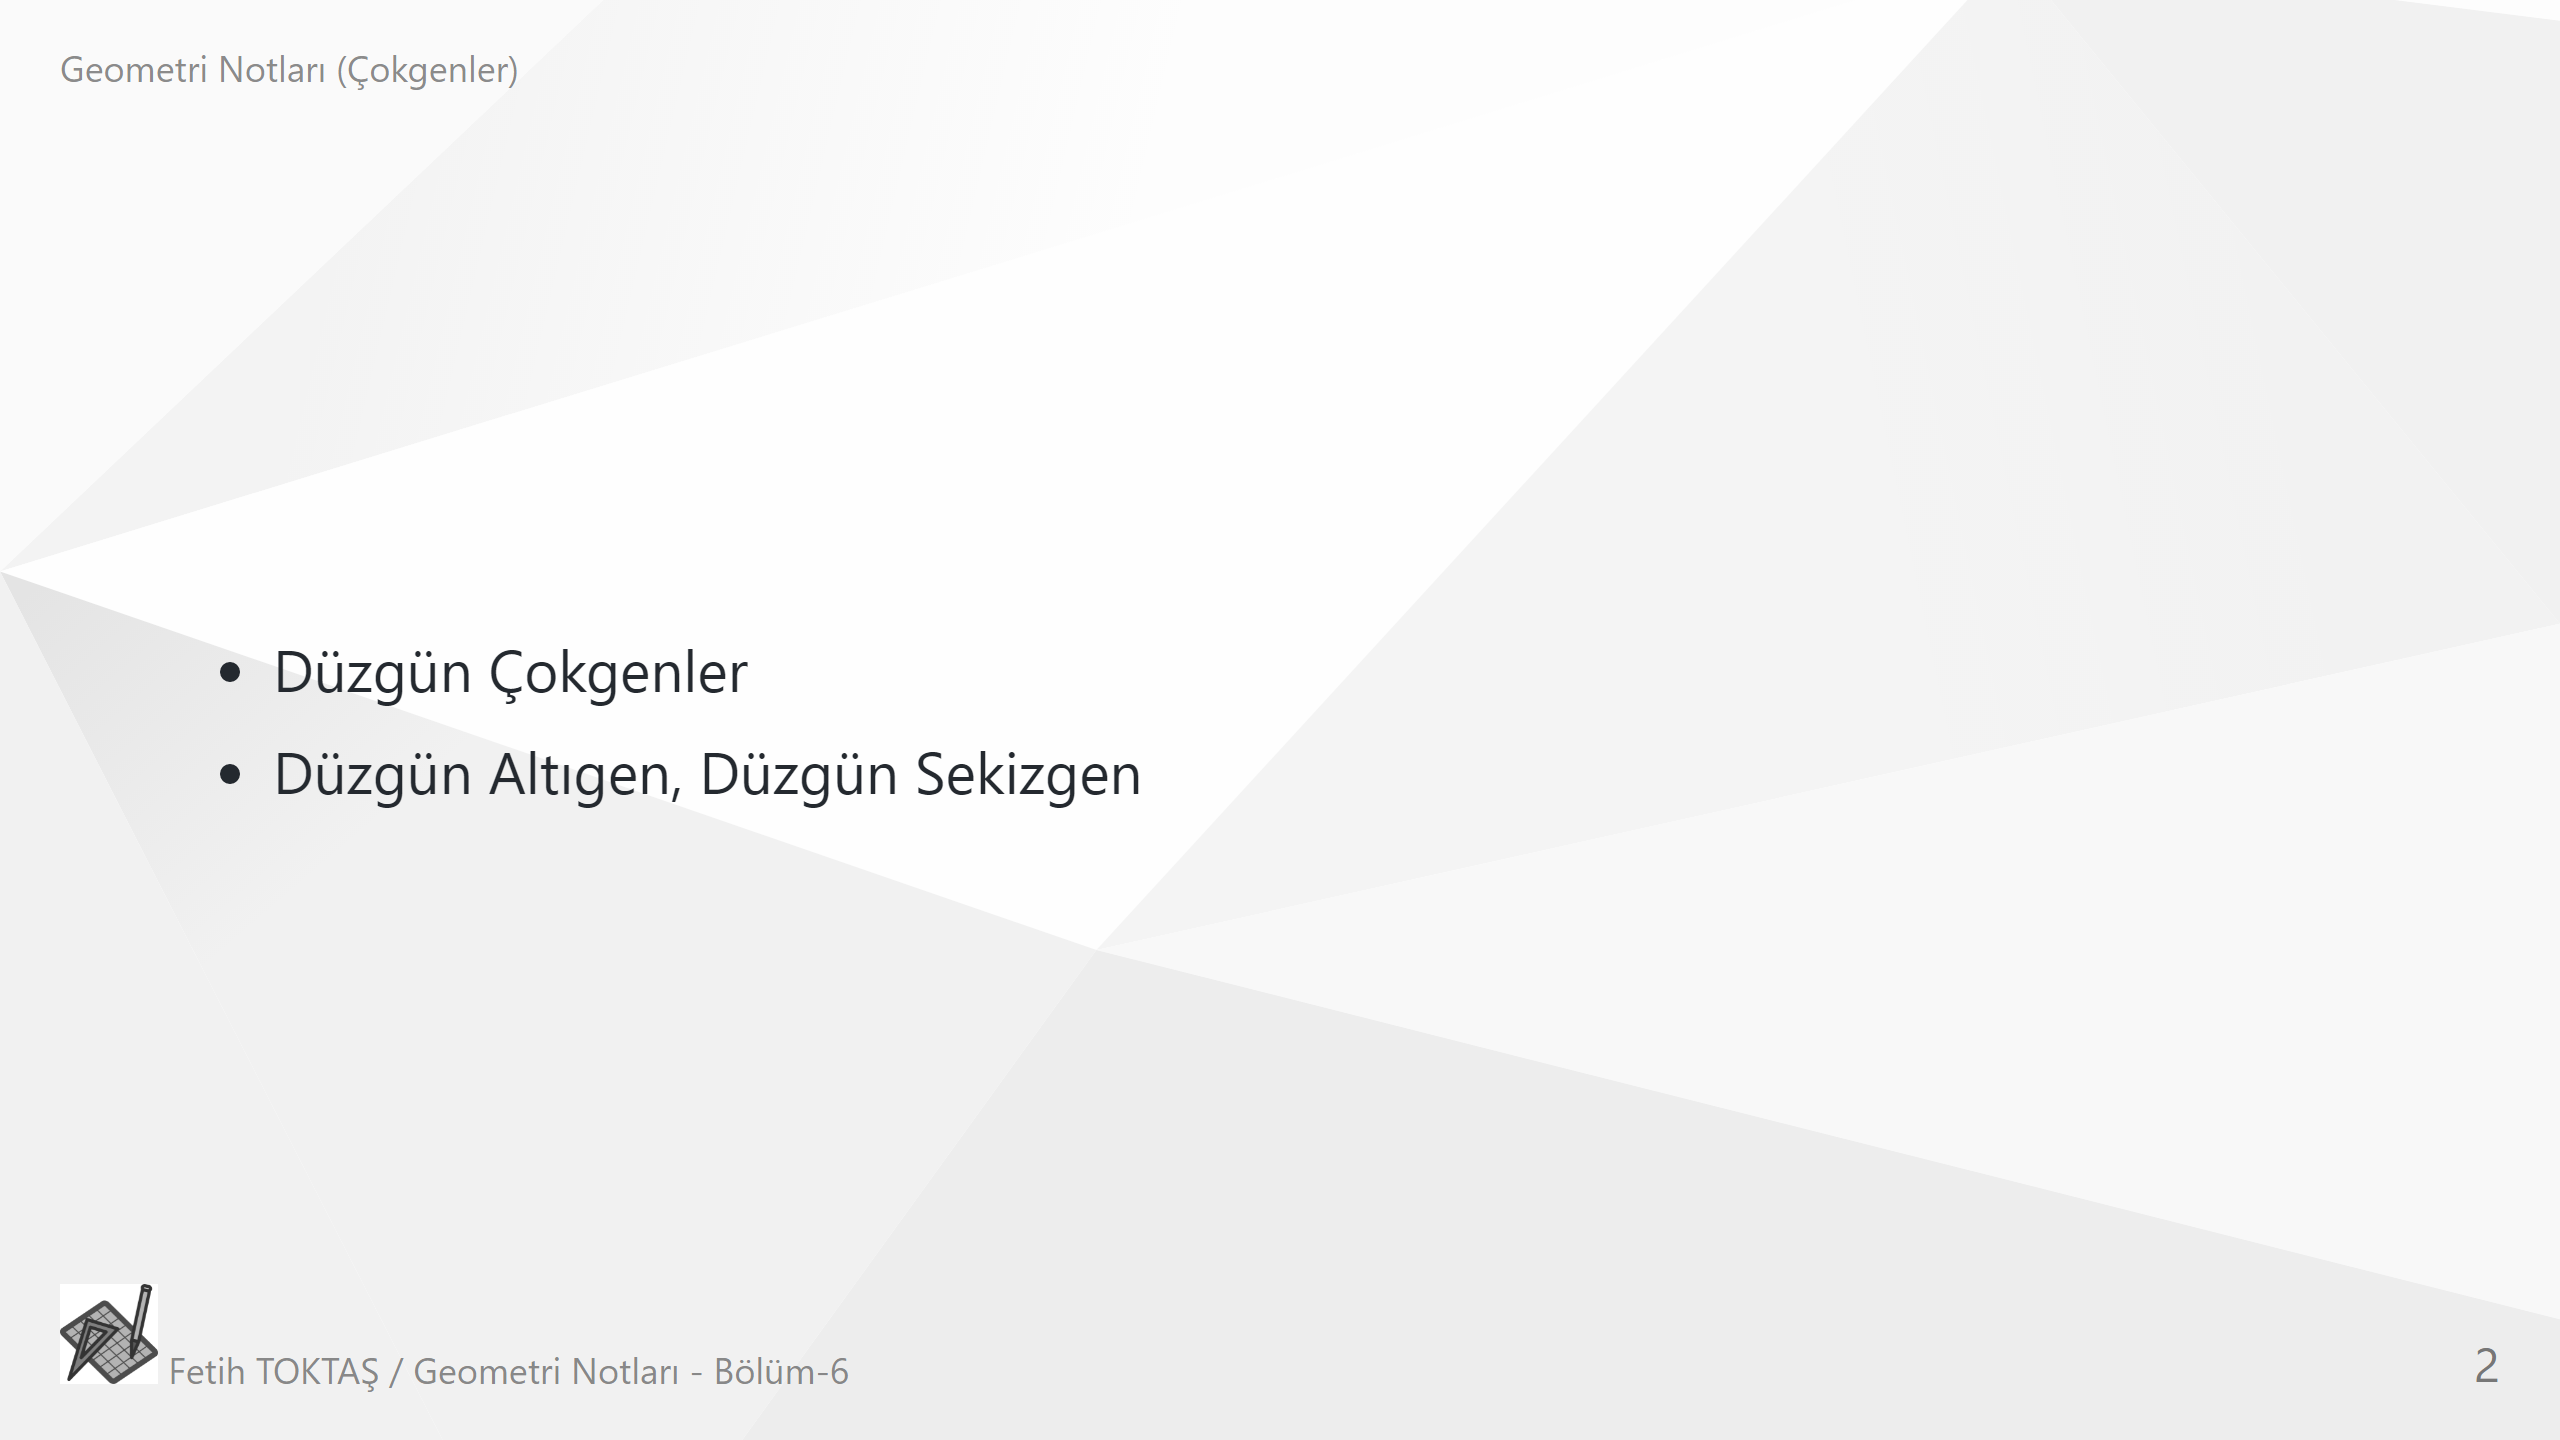 Geometri Notları (Çokgenler)
• Düzgün Çokgenler
• Düzgün Altıgen, Düzgün Sekizgen
Fetih TOKTAŞ / Geometri Notları - Bölüm-6
2